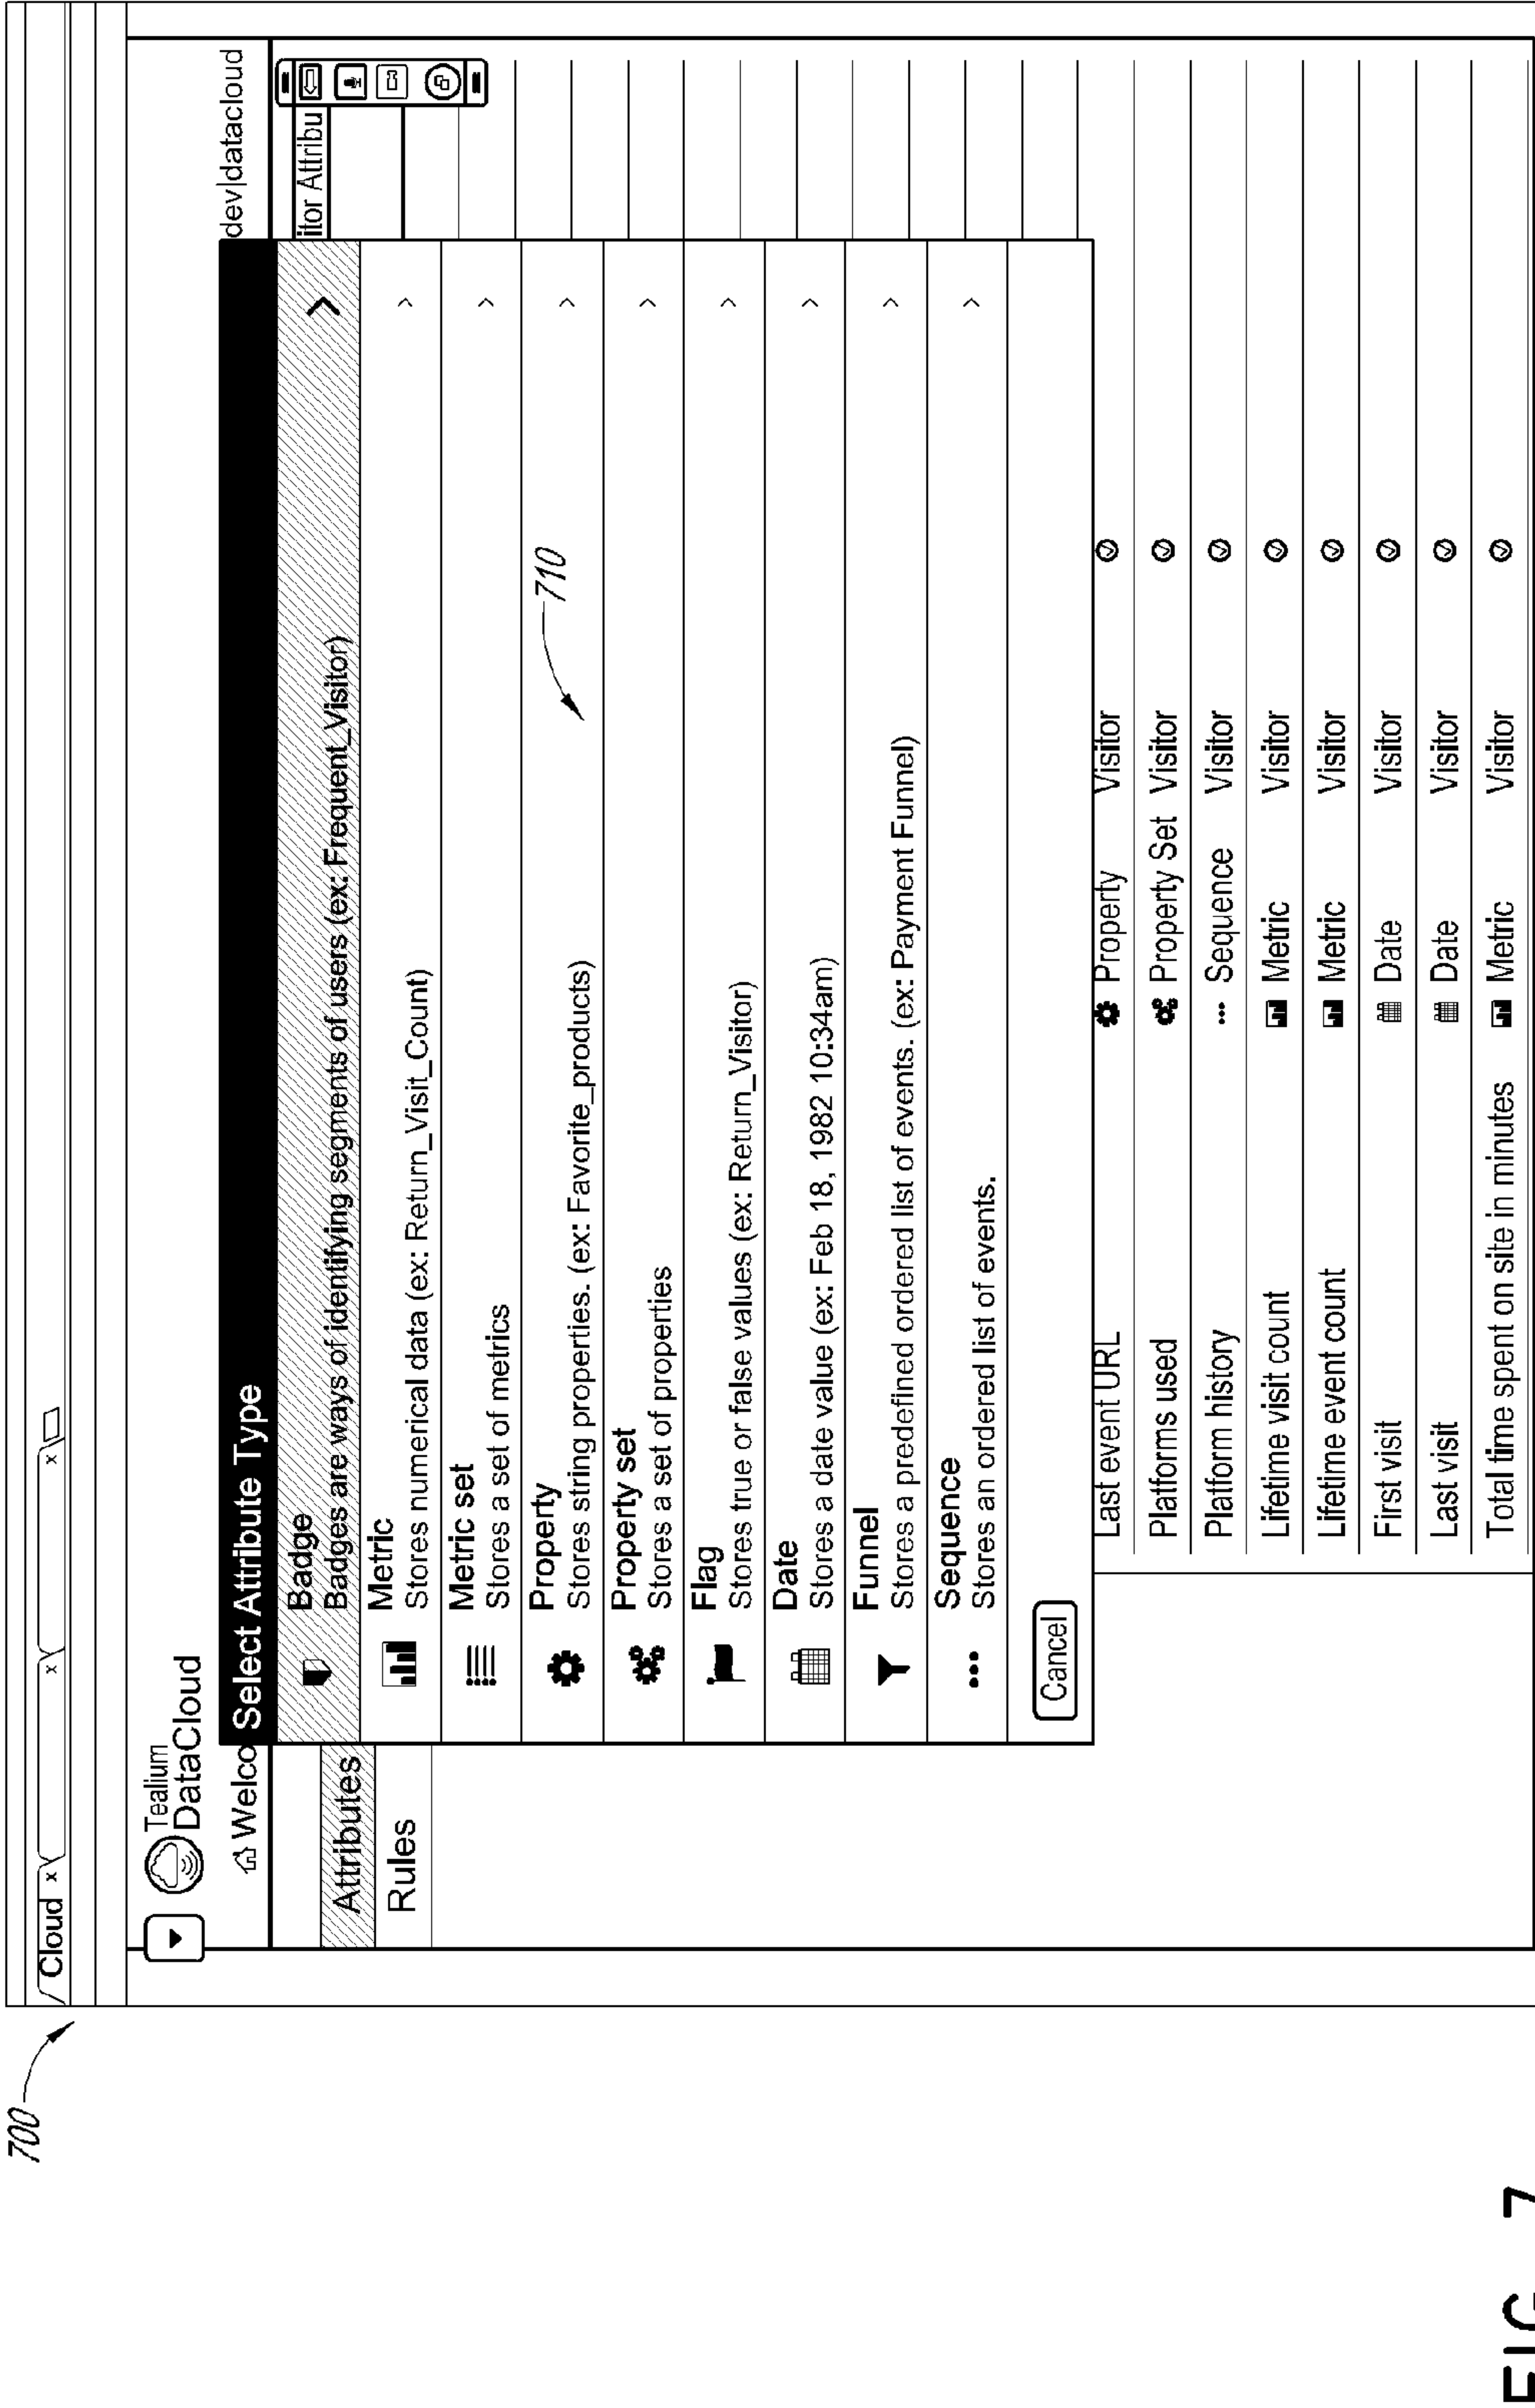 700
Cloud x
x
x
Tealium
DataCloud
Welco
dev|datacloud
Attributes
Rules
itor Attribu
Select Attribute Type
Badge
Badges are ways of identifying segments of users (ex: Frequent_Visitor)
Metric
Stores numerical data (ex: Return_Visit_Count)
Metric set
Stores a set of metrics
Property
Stores string properties. (ex: Favorite_products)
710
Property set
Stores a set of properties
Flag
Stores true or false values (ex: Return_Visitor)
Date
Stores a date value (ex: Feb 18, 1982 10:34am)
Funnel
Stores a predefined ordered list of events. (ex: Payment Funnel)
Sequence
Stores an ordered list of events.
Cancel
Last event URL Property Visitor
Platforms used Property Set Visitor
Platform history Sequence Visitor
Lifetime visit count Metric Visitor
Lifetime event count Metric Visitor
First visit Date Visitor
Last visit Date Visitor
Total time spent on site in minutes Metric Visitor
FIG. 7